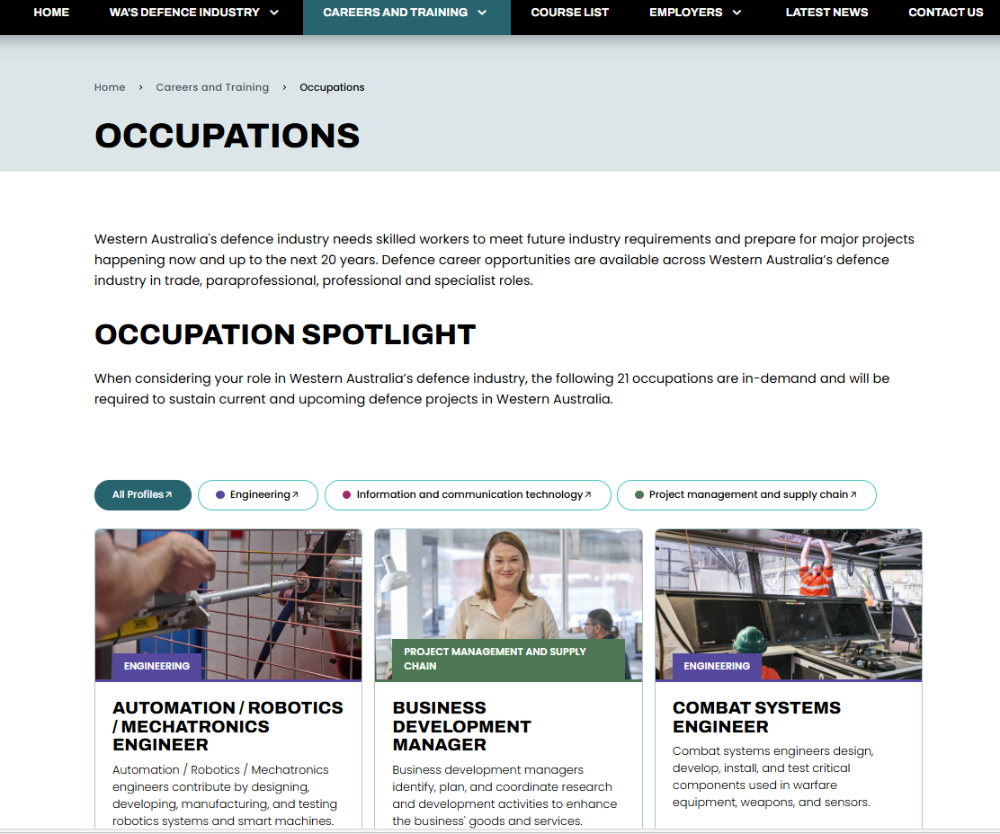 HOME WA'S DEFENCE INDUSTRY CAREERS AND TRAINING COURSE LIST EMPLOYERS LATEST NEWS CONTACT US
Home › Careers and Training › Occupations
OCCUPATIONS
Western Australia's defence industry needs skilled workers to meet future industry requirements and prepare for major projects
happening now and up to the next 20 years. Defence career opportunities are available across Western Australia’s defence
industry in trade, paraprofessional, professional and specialist roles.
OCCUPATION SPOTLIGHT
When considering your role in Western Australia’s defence industry, the following 21 occupations are in-demand and will be
required to sustain current and upcoming defence projects in Western Australia.
All Profiles Engineering Information and communication technology Project management and supply chain
ENGINEERING
AUTOMATION / ROBOTICS
/ MECHATRONICS
ENGINEER
Automation / Robotics / Mechatronics
engineers contribute by designing,
developing, manufacturing, and testing
robotics systems and smart machines.
PROJECT MANAGEMENT AND SUPPLY
CHAIN
BUSINESS
DEVELOPMENT
MANAGER
Business development managers
identify, plan, and coordinate research
and development activities to enhance
the business' goods and services.
ENGINEERING
COMBAT SYSTEMS
ENGINEER
Combat systems engineers design,
develop, install, and test critical
components used in warfare
equipment, weapons, and sensors.